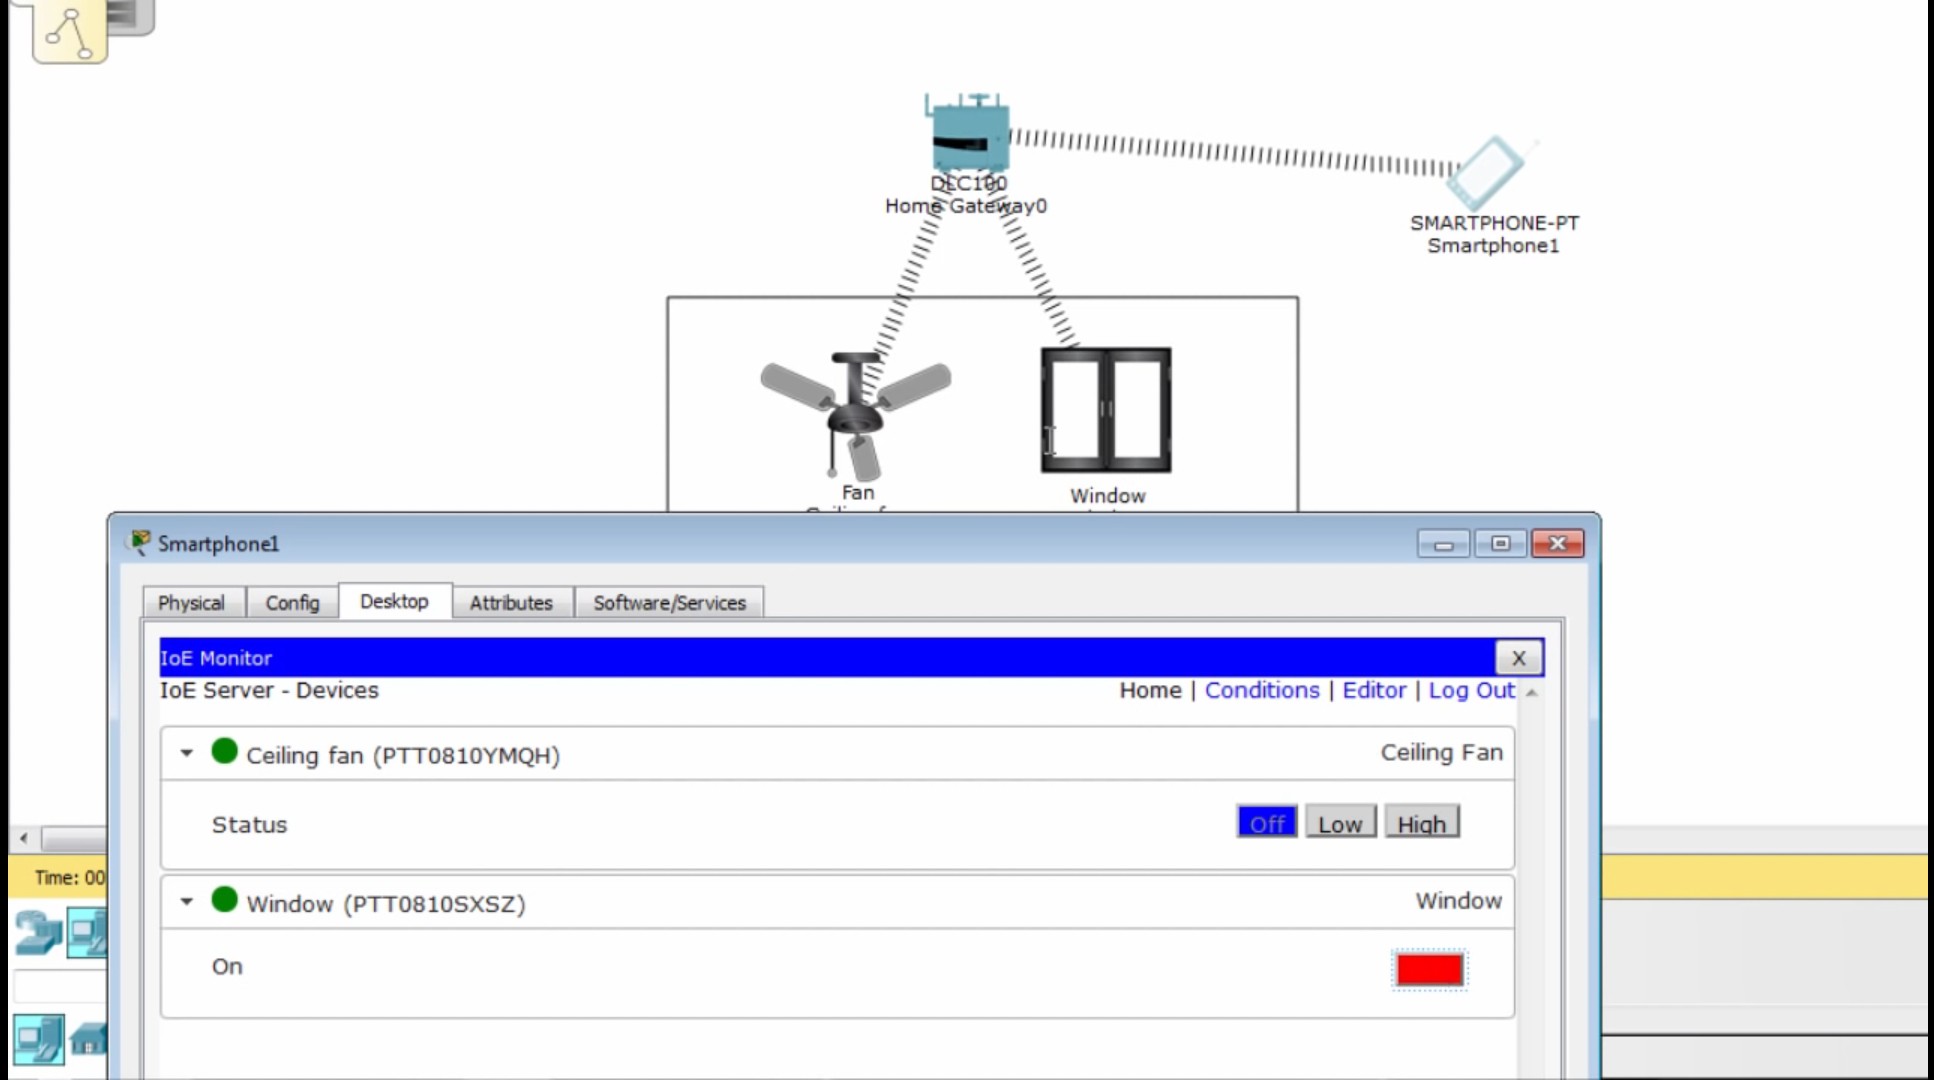 DLC100
Home Gateway0
SMARTPHONE-PT
Smartphone1
Fan
Window
Smartphone1
Physical
Config
Desktop
Attributes
Software/Services
IoE Monitor
X
IoE Server - Devices
Home | Conditions | Editor | Log Out
Ceiling fan (PTT0810YMQH)
Ceiling Fan
Status
Off
Low
High
Time: 00
Window (PTT0810SXSZ)
Window
On